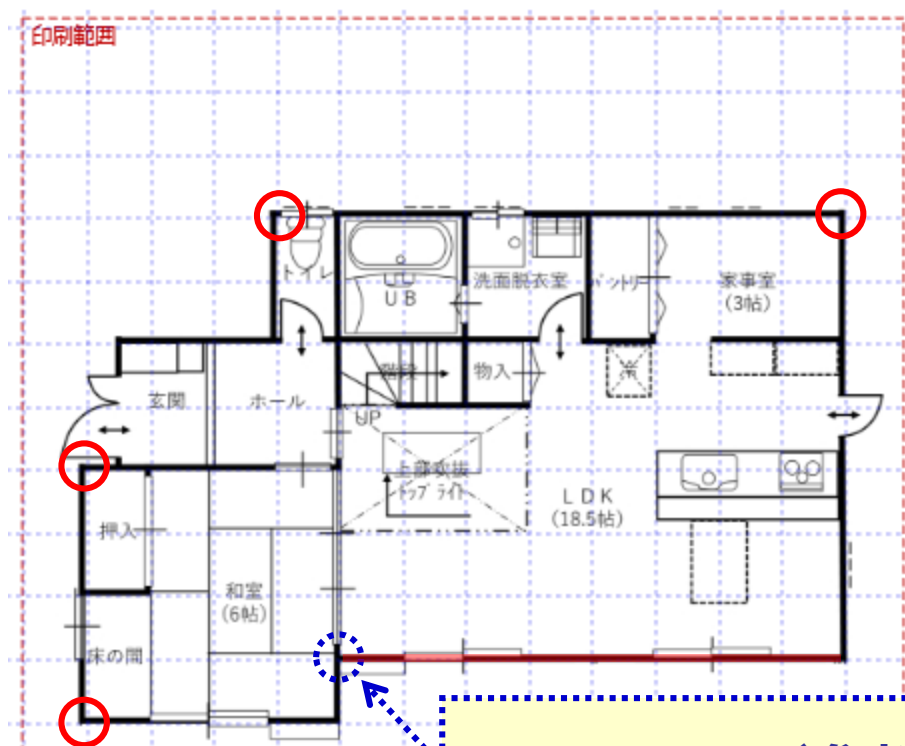 印刷範囲
トイレ
UB
洗面脱衣室
パントリー
家事室
(3帖)
玄関
ホール
階段
物入
UP
上部吹抜
トップライト
LDK
(18.5帖)
押入
和室
(6帖)
床の間